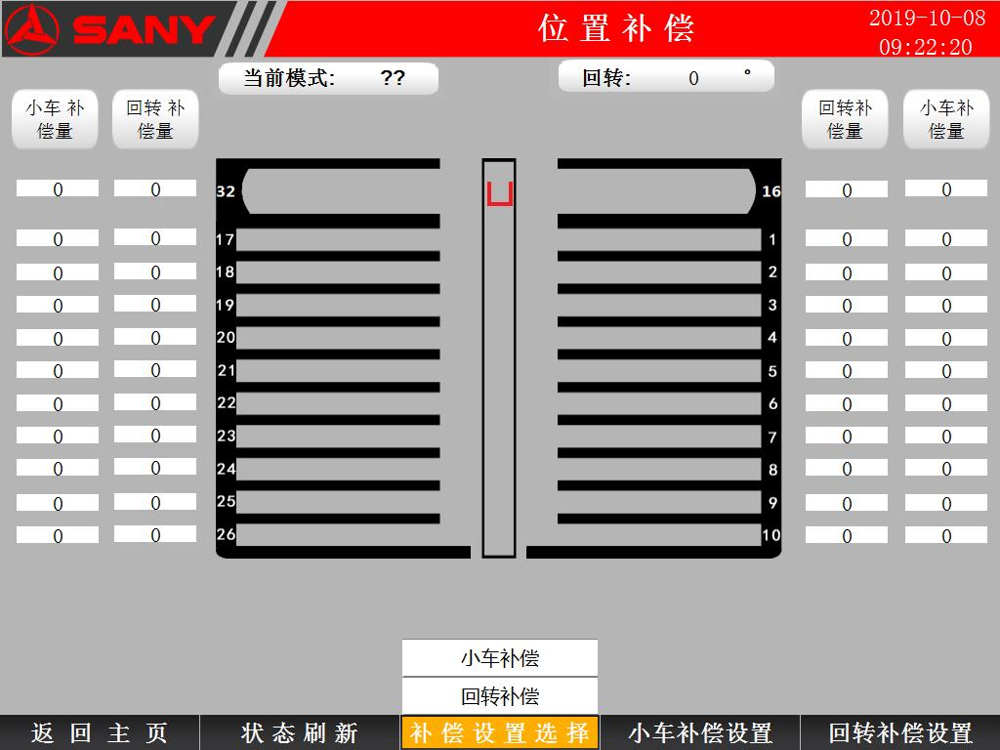 SANY
位置补偿
2019-10-08
09:22:20
当前模式: ??
回转: 0 °
小车 补
偿量
回转 补
偿量
回转补
偿量
小车补
偿量
0 0 32 16 0 0
0 0 17 1 0 0
0 0 18 2 0 0
0 0 19 3 0 0
0 0 20 4 0 0
0 0 21 5 0 0
0 0 22 6 0 0
0 0 23 7 0 0
0 0 24 8 0 0
0 0 25 9 0 0
0 0 26 10 0 0
小车补偿
回转补偿
返回主页 状态刷新 补偿设置选择 小车补偿设置 回转补偿设置